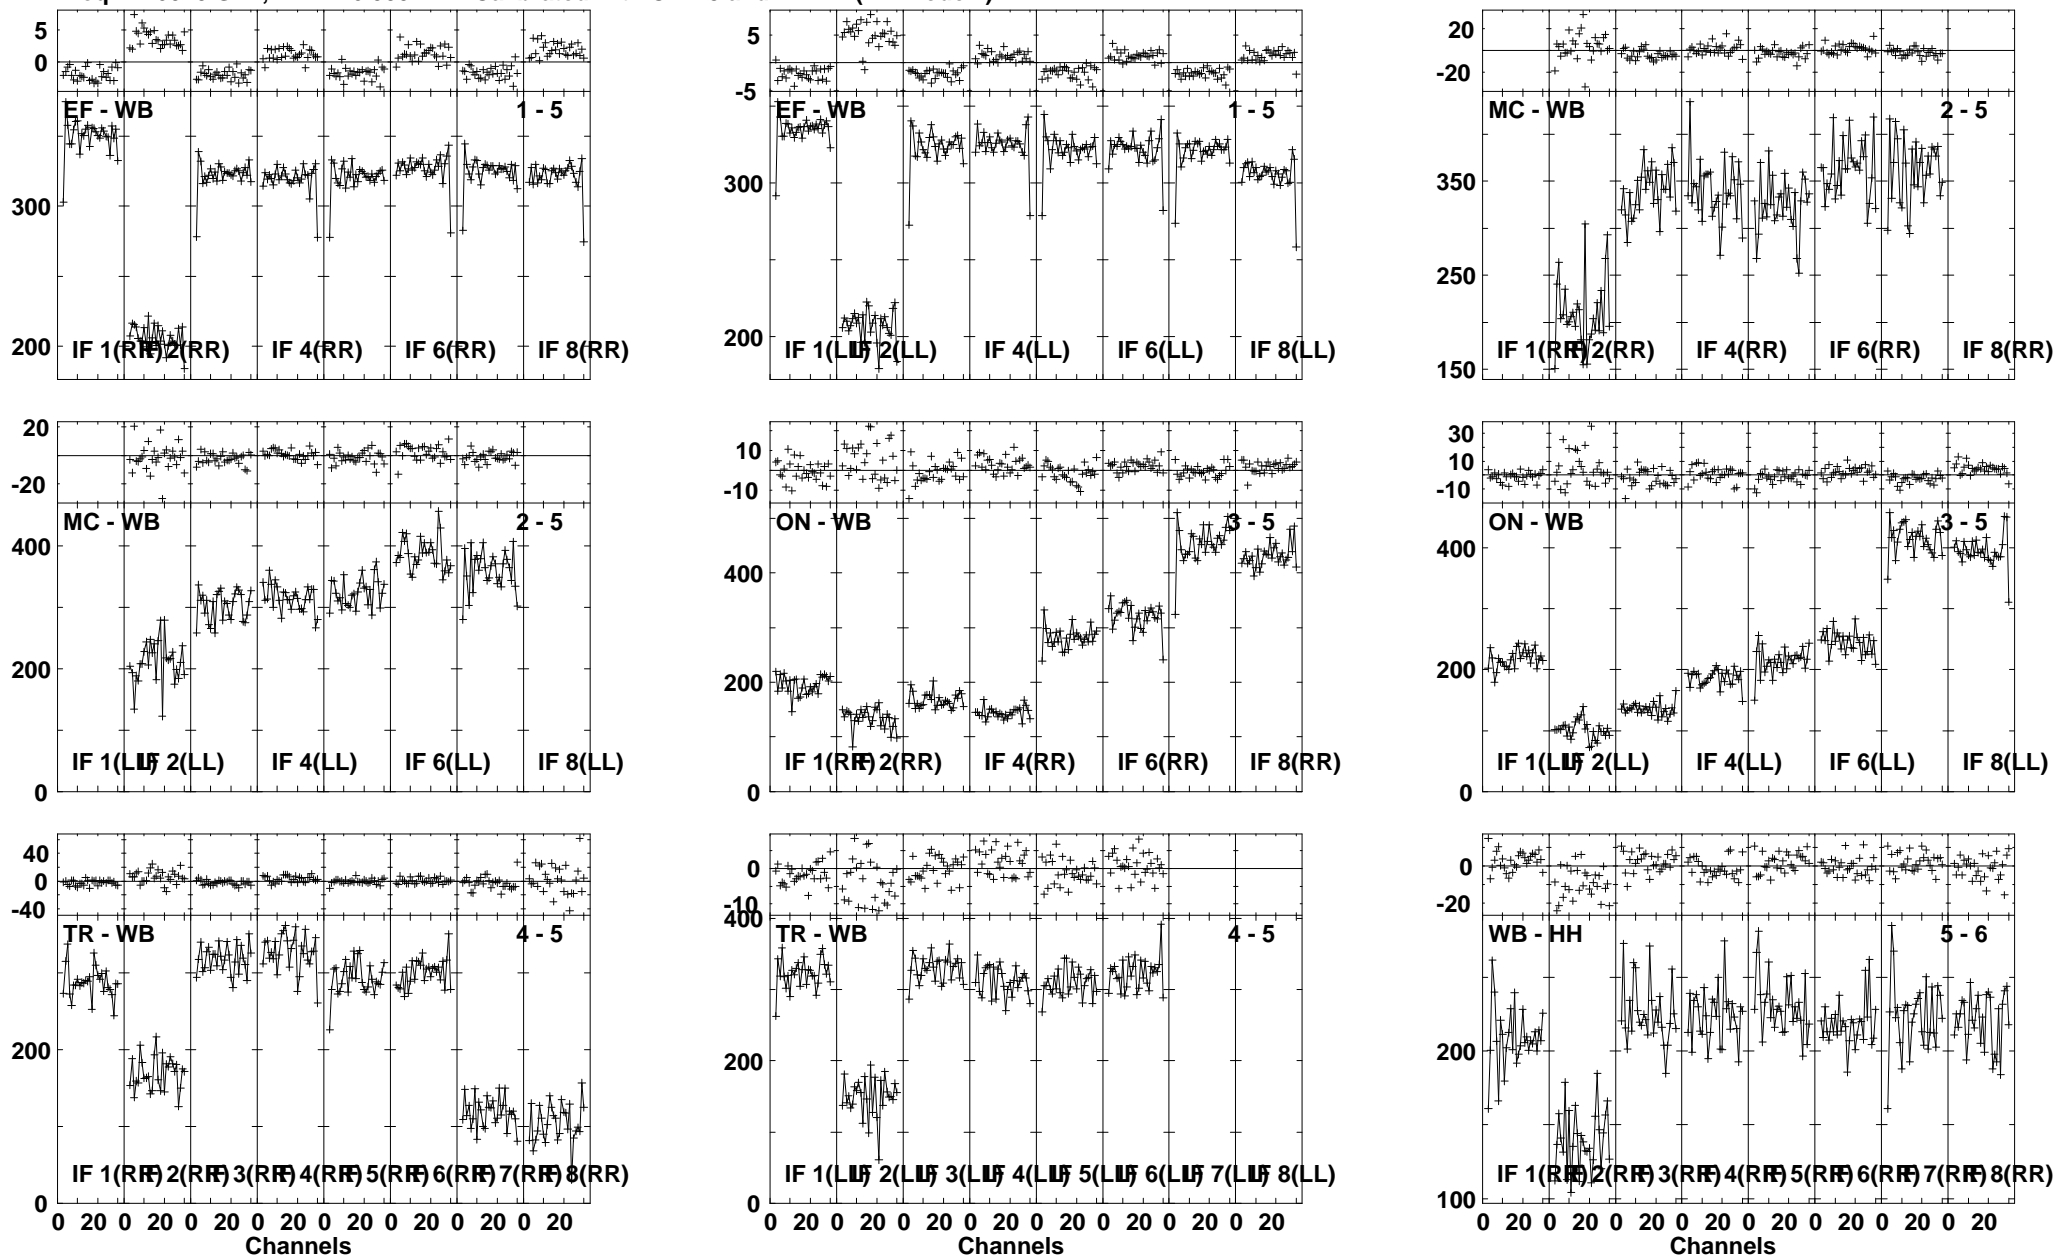 5
0
EF - WB 1 - 5
300
200
IF 1(RR) IF 2(RR) IF 4(RR) IF 6(RR) IF 8(RR)
5
-5
EF - WB 1 - 5
300
200
IF 1(LL) IF 2(LL) IF 4(LL) IF 6(LL) IF 8(LL)
20
-20
MC - WB 2 - 5
350
250
150
IF 1(RR) IF 2(RR) IF 4(RR) IF 6(RR) IF 8(RR)
20
-20
MC - WB 2 - 5
400
200
0
IF 1(LL) IF 2(LL) IF 4(LL) IF 6(LL) IF 8(LL)
10
-10
ON - WB 3 - 5
400
200
0
IF 1(RR) IF 2(RR) IF 4(RR) IF 6(RR) IF 8(RR)
30
10
-10
ON - WB 3 - 5
400
200
0
IF 1(LL) IF 2(LL) IF 4(LL) IF 6(LL) IF 8(LL)
40
0
-40
TR - WB 4 - 5
200
0
IF 1(RR) IF 2(RR) IF 3(RR) IF 4(RR) IF 5(RR) IF 6(RR) IF 7(RR) IF 8(RR)
0 20 0 20 0 20 0 20 0 20 0 20 0 20 0 20
Channels
0
-10
400
TR - WB 4 - 5
200
0
IF 1(LL) IF 2(LL) IF 3(LL) IF 4(LL) IF 5(LL) IF 6(LL) IF 7(LL) IF 8(LL)
0 20 0 20 0 20 0 20 0 20 0 20 0 20 0 20
Channels
0
-20
WB - HH 5 - 6
200
100
IF 1(RR) IF 2(RR) IF 3(RR) IF 4(RR) IF 5(RR) IF 6(RR) IF 7(RR) IF 8(RR)
0 20 0 20 0 20 0 20 0 20 0 20 0 20 0 20
Channels